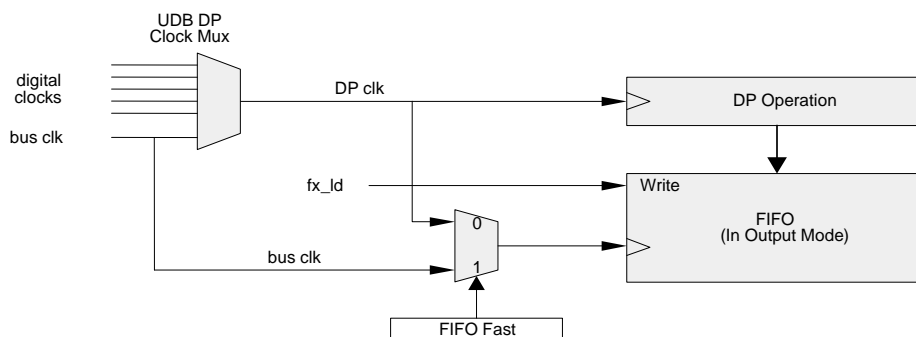 UDB DP
Clock Mux
digital
clocks
bus clk
DP clk
DP Operation
fx_ld
Write
FIFO
(In Output Mode)
0
1
bus clk
FIFO Fast